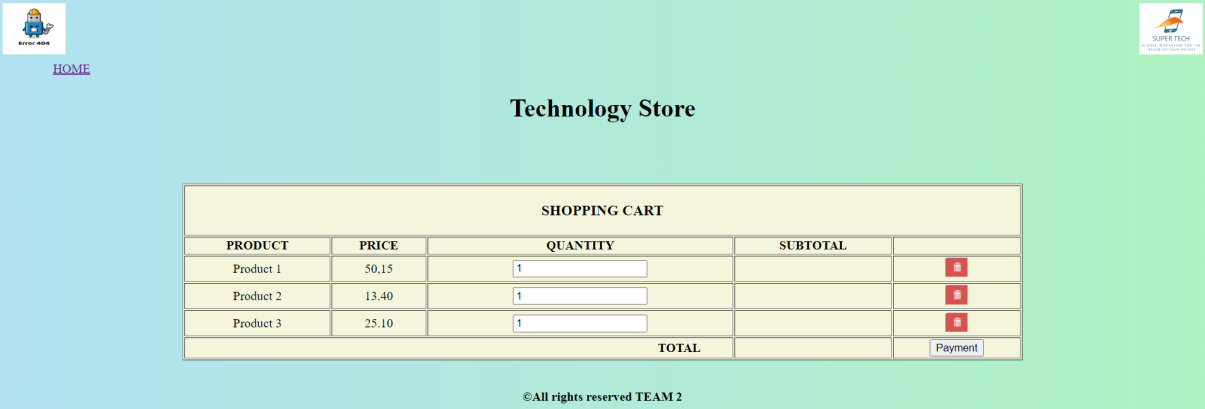 Error 404
SUPER TECH
HOME
Technology Store
SHOPPING CART
PRODUCT PRICE QUANTITY SUBTOTAL
Product 1 50,15 1
Product 2 13.40 1
Product 3 25.10 1
TOTAL Payment
©All rights reserved TEAM 2